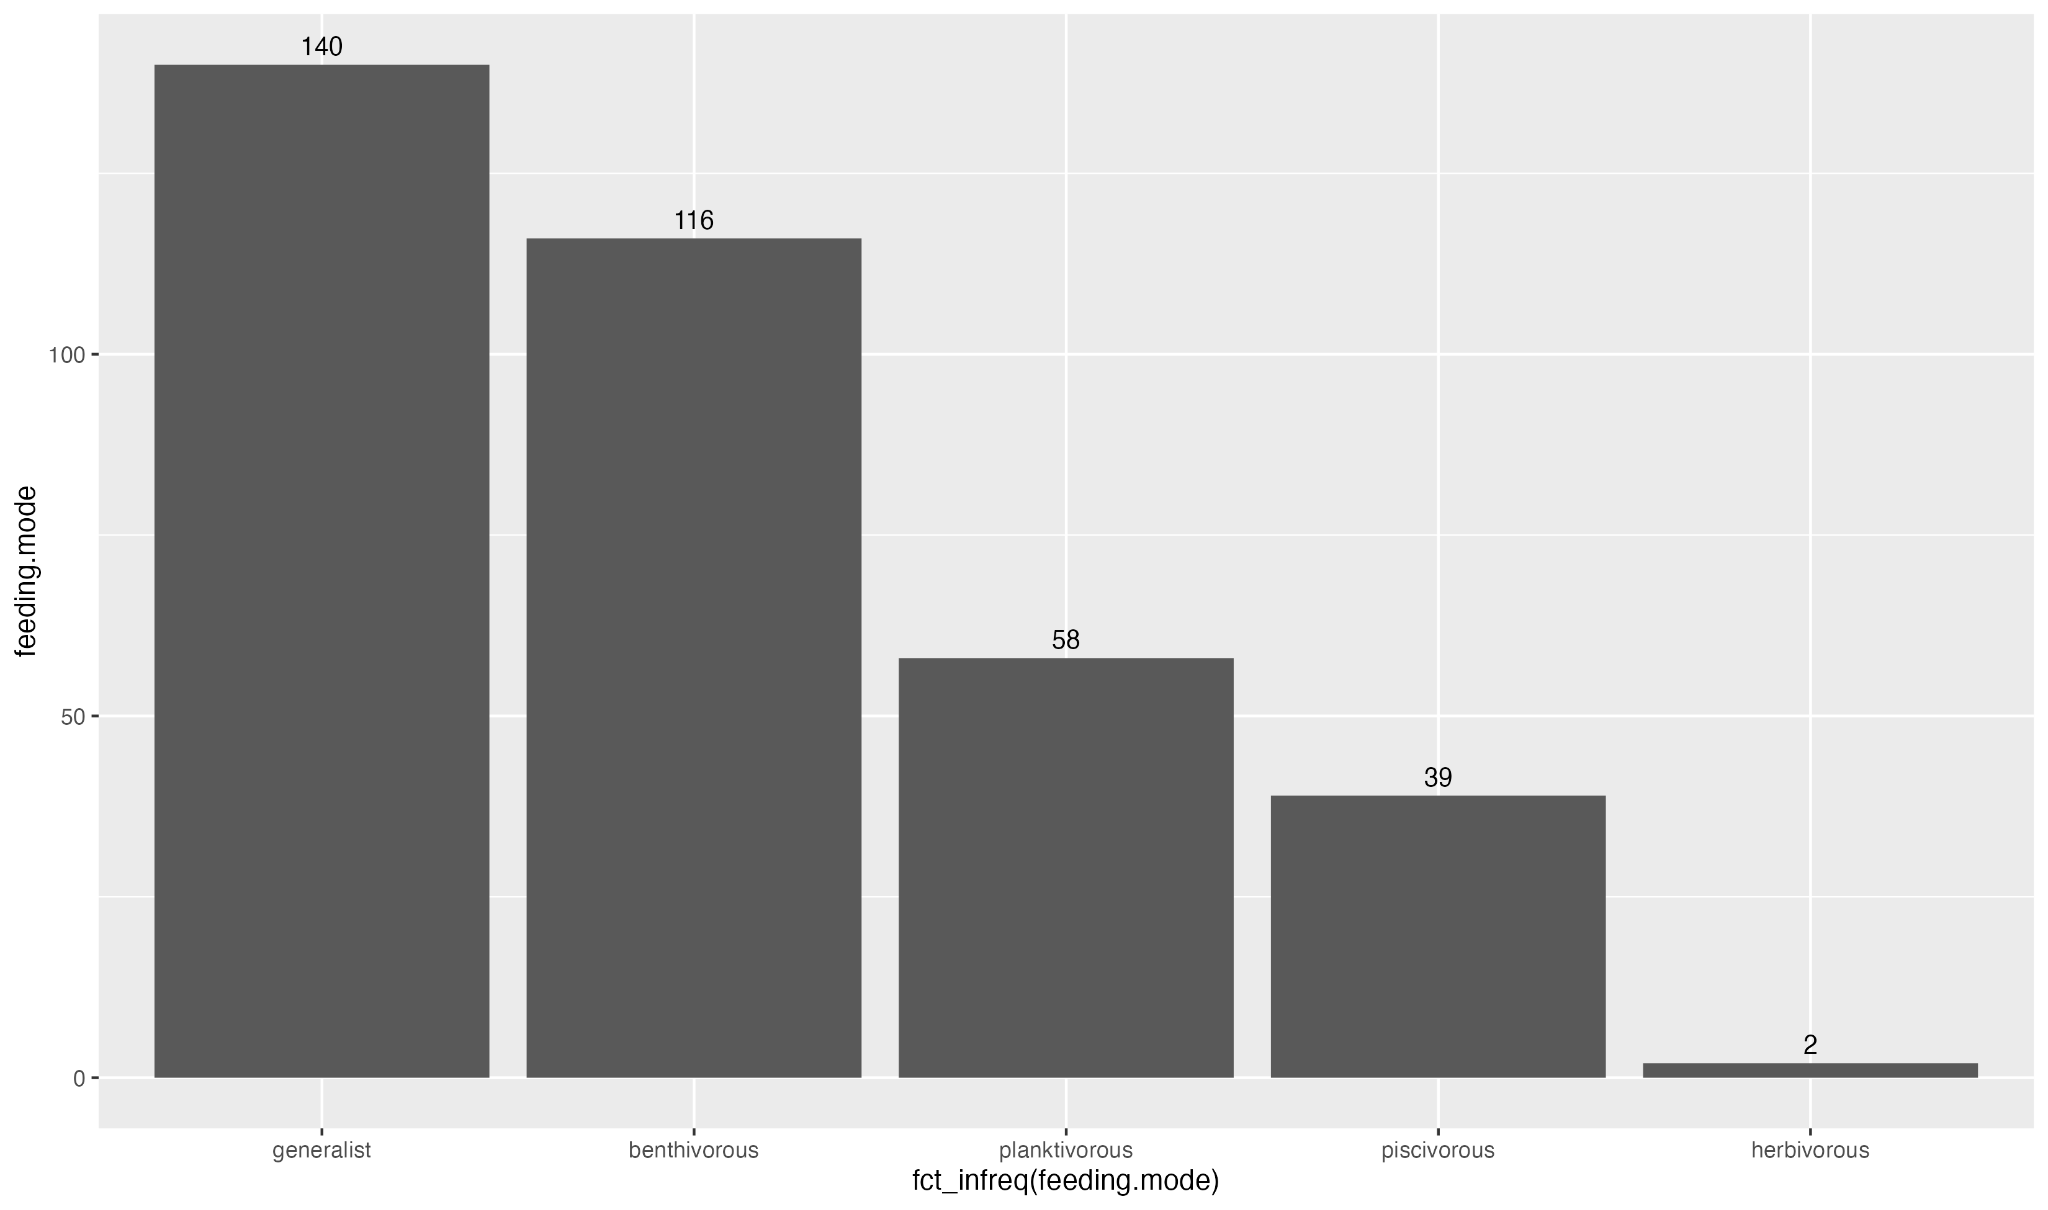 140
116
58
39
2
100
50
0
feeding.mode
generalist benthivorous planktivorous piscivorous herbivorous
fct_infreq(feeding.mode)